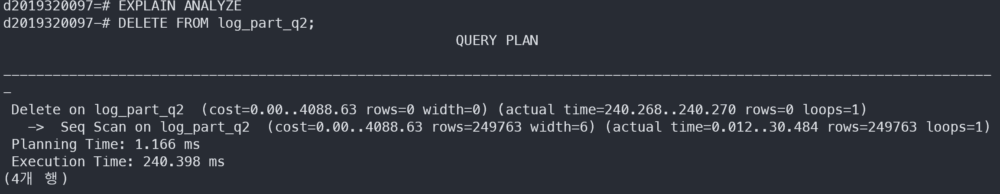 d2019320097=# EXPLAIN ANALYZE
d2019320097-# DELETE FROM log_part_q2;
QUERY PLAN
------------------------------------------------------------------------------------------------------------------------
-
Delete on log_part_q2  (cost=0.00..4088.63 rows=0 width=0) (actual time=240.268..240.270 rows=0 loops=1)
  ->  Seq Scan on log_part_q2  (cost=0.00..4088.63 rows=249763 width=6) (actual time=0.012..30.484 rows=249763 loops=1)
Planning Time: 1.166 ms
Execution Time: 240.398 ms
(4개 행)